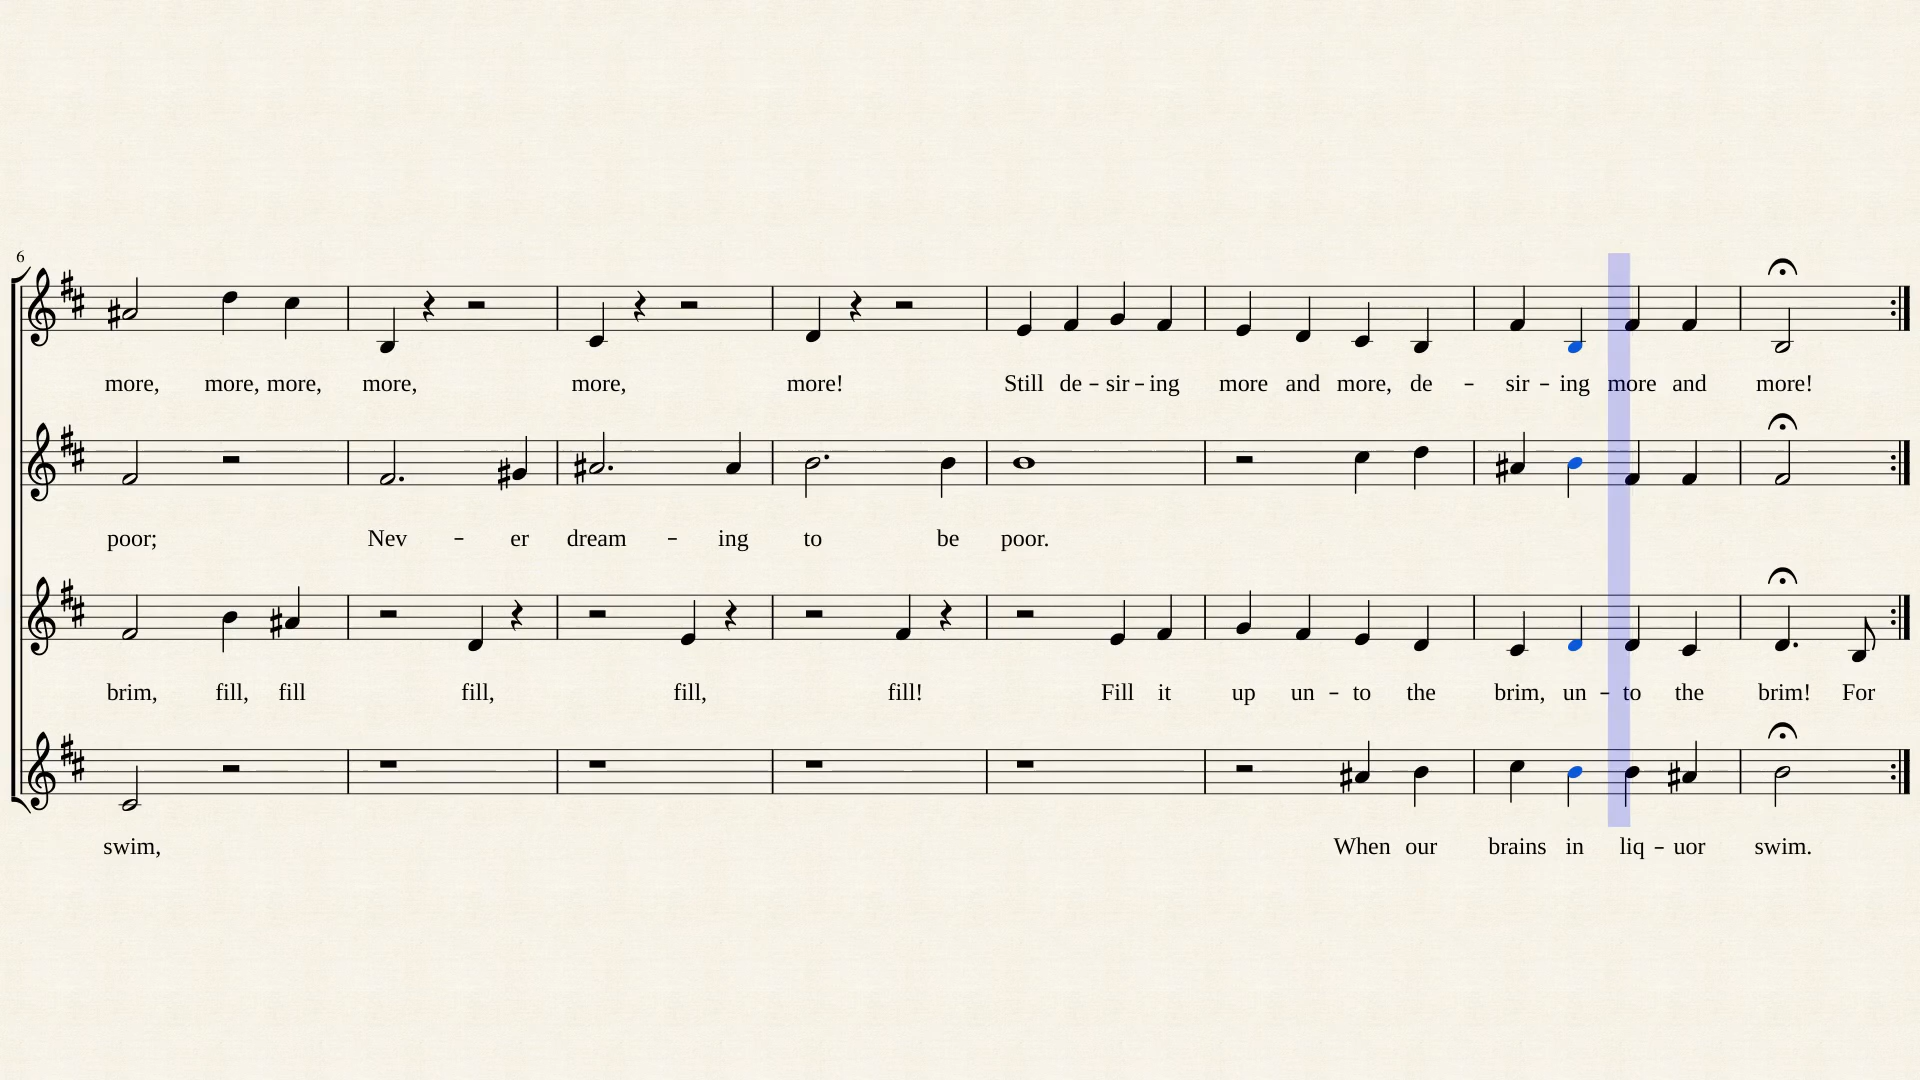 6
more, more, more, more, more, more! Still de - sir - ing more and more, de - sir - ing more and more!
poor; Nev - er dream - ing to be poor.
brim, fill, fill fill, fill, fill! Fill it up un - to the brim, un - to the brim! For
swim, When our brains in liq - uor swim.